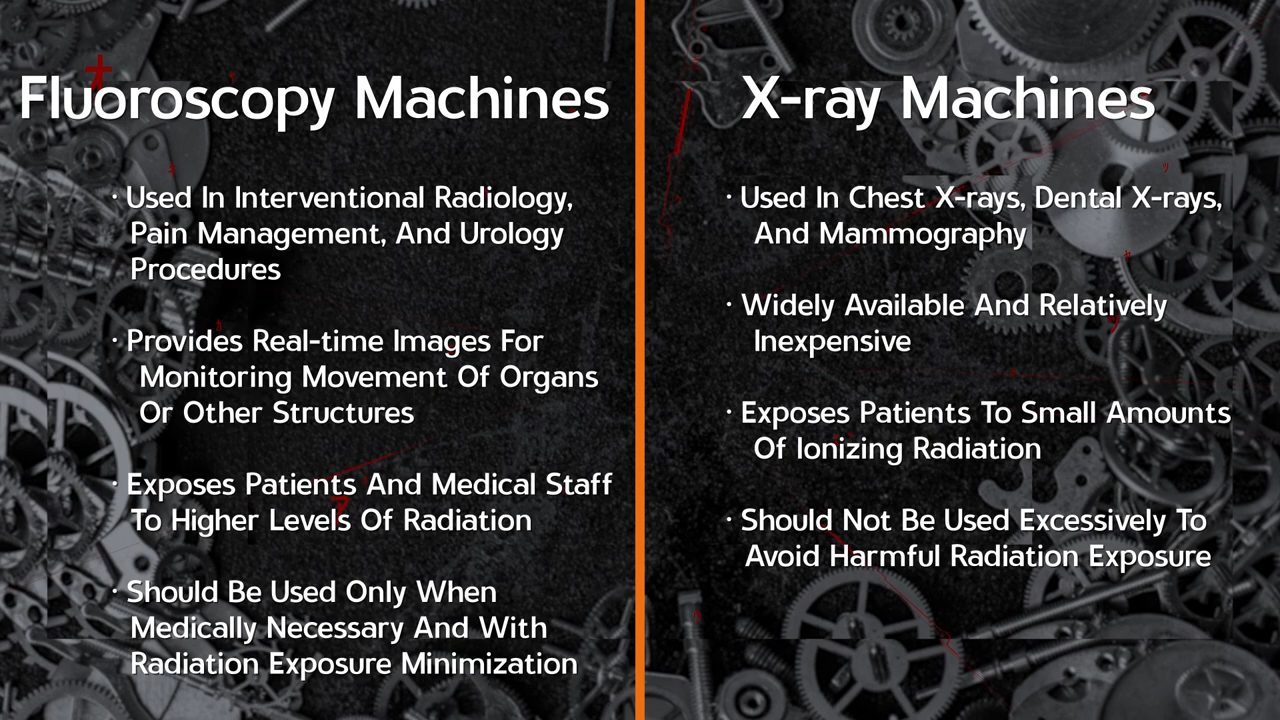 Fluoroscopy Machines
· Used In Interventional Radiology,
Pain Management, And Urology
Procedures
· Provides Real-time Images For
Monitoring Movement Of Organs
Or Other Structures
· Exposes Patients And Medical Staff
To Higher Levels Of Radiation
· Should Be Used Only When
Medically Necessary And With
Radiation Exposure Minimization
X-ray Machines
· Used In Chest X-rays, Dental X-rays,
And Mammography
· Widely Available And Relatively
Inexpensive
· Exposes Patients To Small Amounts
Of Ionizing Radiation
· Should Not Be Used Excessively To
Avoid Harmful Radiation Exposure